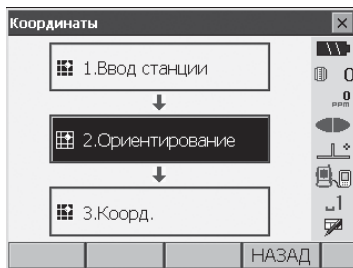 Координаты
1.Ввод станции
0
0
ppm
2.Ориентирование
1
3.Коорд.
НАЗАД